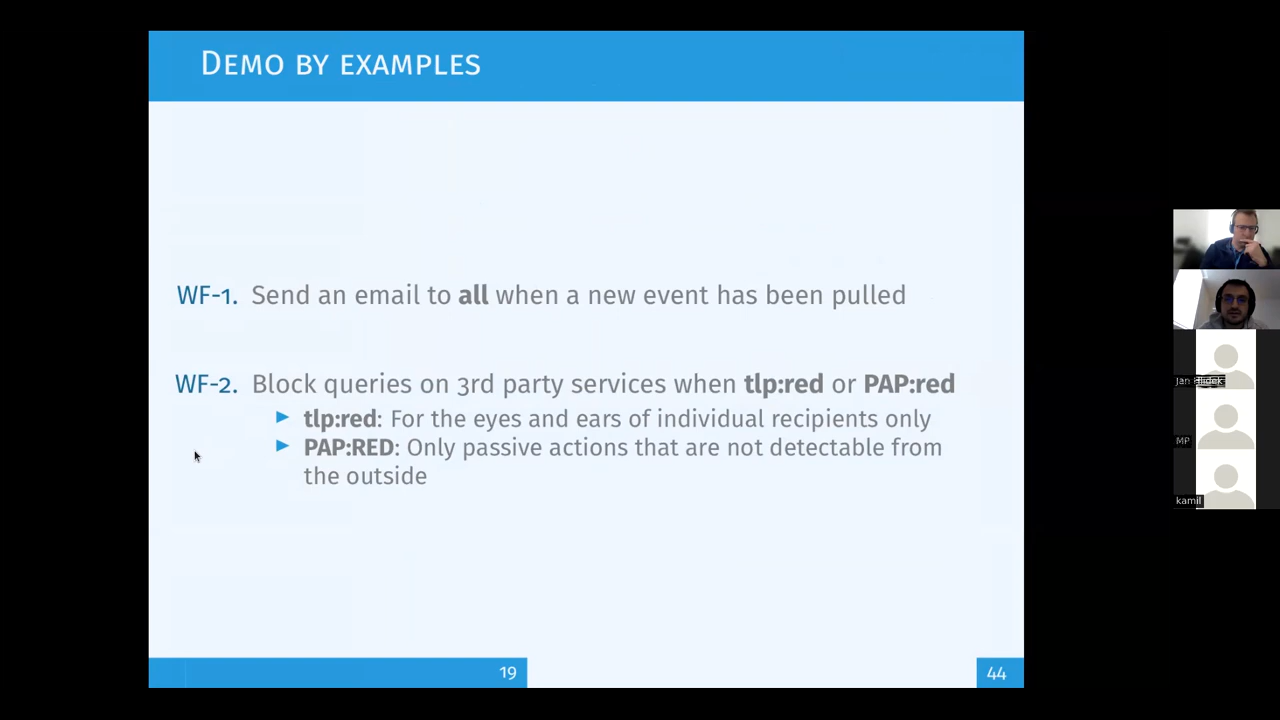 Demo by examples
WF-1. Send an email to all when a new event has been pulled
WF-2. Block queries on 3rd party services when tlp:red or PAP:red
▶ tlp:red: For the eyes and ears of individual recipients only
▶ PAP:RED: Only passive actions that are not detectable from
the outside
19
44
Jan
MP
kamil